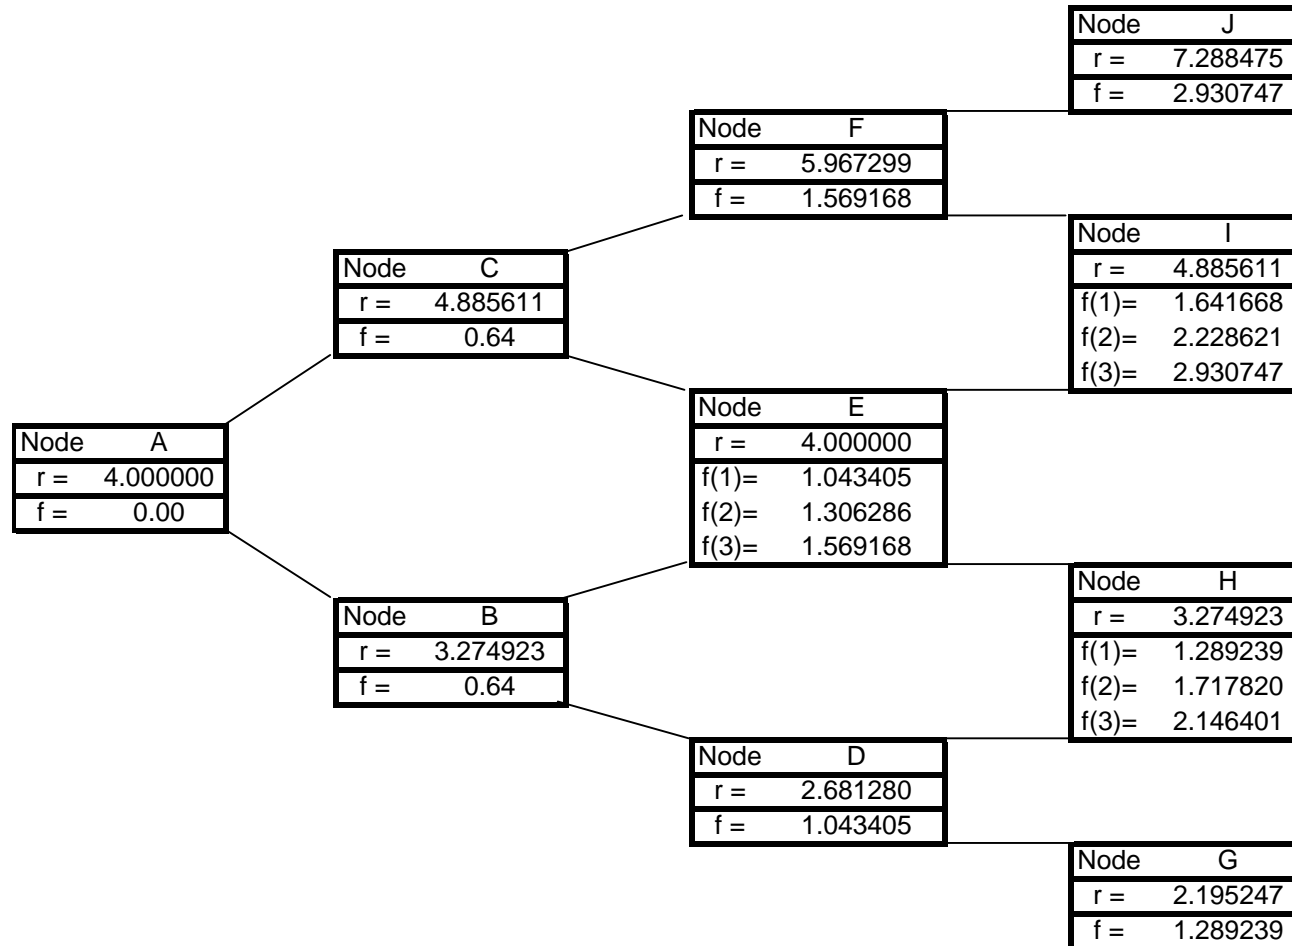 Node J
r = 7.288475
f = 2.930747
Node F
r = 5.967299
f = 1.569168
Node I
r = 4.885611
f(1)= 1.641668
f(2)= 2.228621
f(3)= 2.930747
Node C
r = 4.885611
f = 0.64
Node E
r = 4.000000
f(1)= 1.043405
f(2)= 1.306286
f(3)= 1.569168
Node A
r = 4.000000
f = 0.00
Node H
r = 3.274923
f(1)= 1.289239
f(2)= 1.717820
f(3)= 2.146401
Node B
r = 3.274923
f = 0.64
Node D
r = 2.681280
f = 1.043405
Node G
r = 2.195247
f = 1.289239